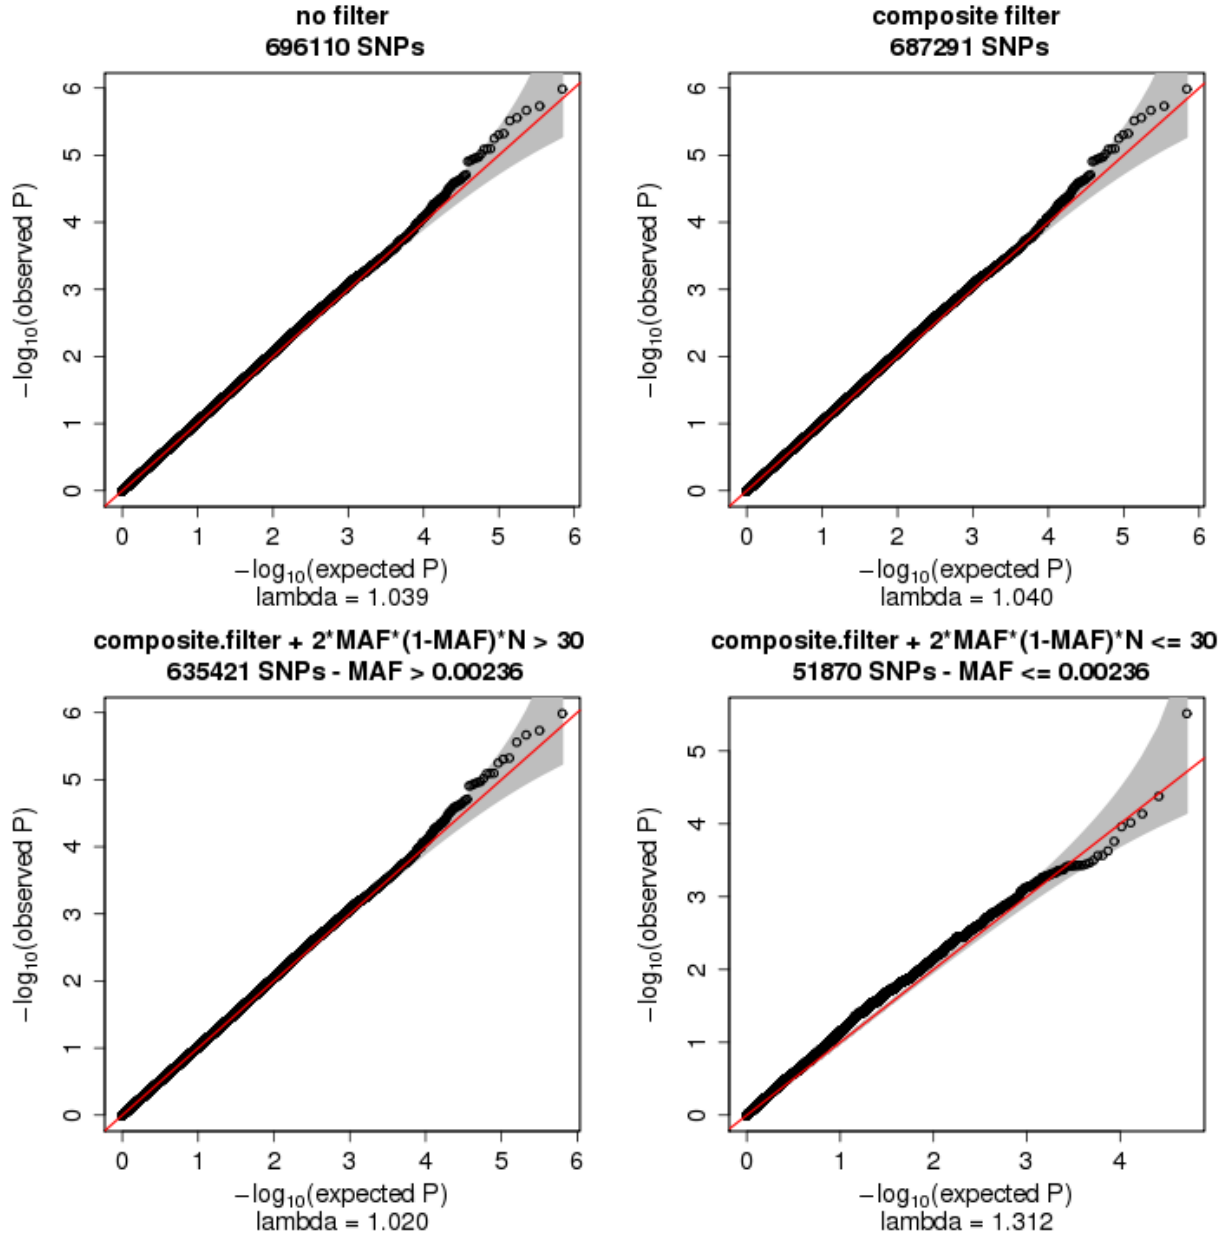 no filter
696110 SNPs
−log10(observed P)
0 1 2 3 4 5 6
0 1 2 3 4 5 6
−log10(expected P)
lambda = 1.039
composite filter
687291 SNPs
−log10(observed P)
0 1 2 3 4 5 6
0 1 2 3 4 5 6
−log10(expected P)
lambda = 1.040
composite.filter + 2*MAF*(1-MAF)*N > 30
635421 SNPs - MAF > 0.00236
−log10(observed P)
0 1 2 3 4 5 6
0 1 2 3 4 5 6
−log10(expected P)
lambda = 1.020
composite.filter + 2*MAF*(1-MAF)*N <= 30
51870 SNPs - MAF <= 0.00236
−log10(observed P)
0 1 2 3 4 5
0 1 2 3 4
−log10(expected P)
lambda = 1.312